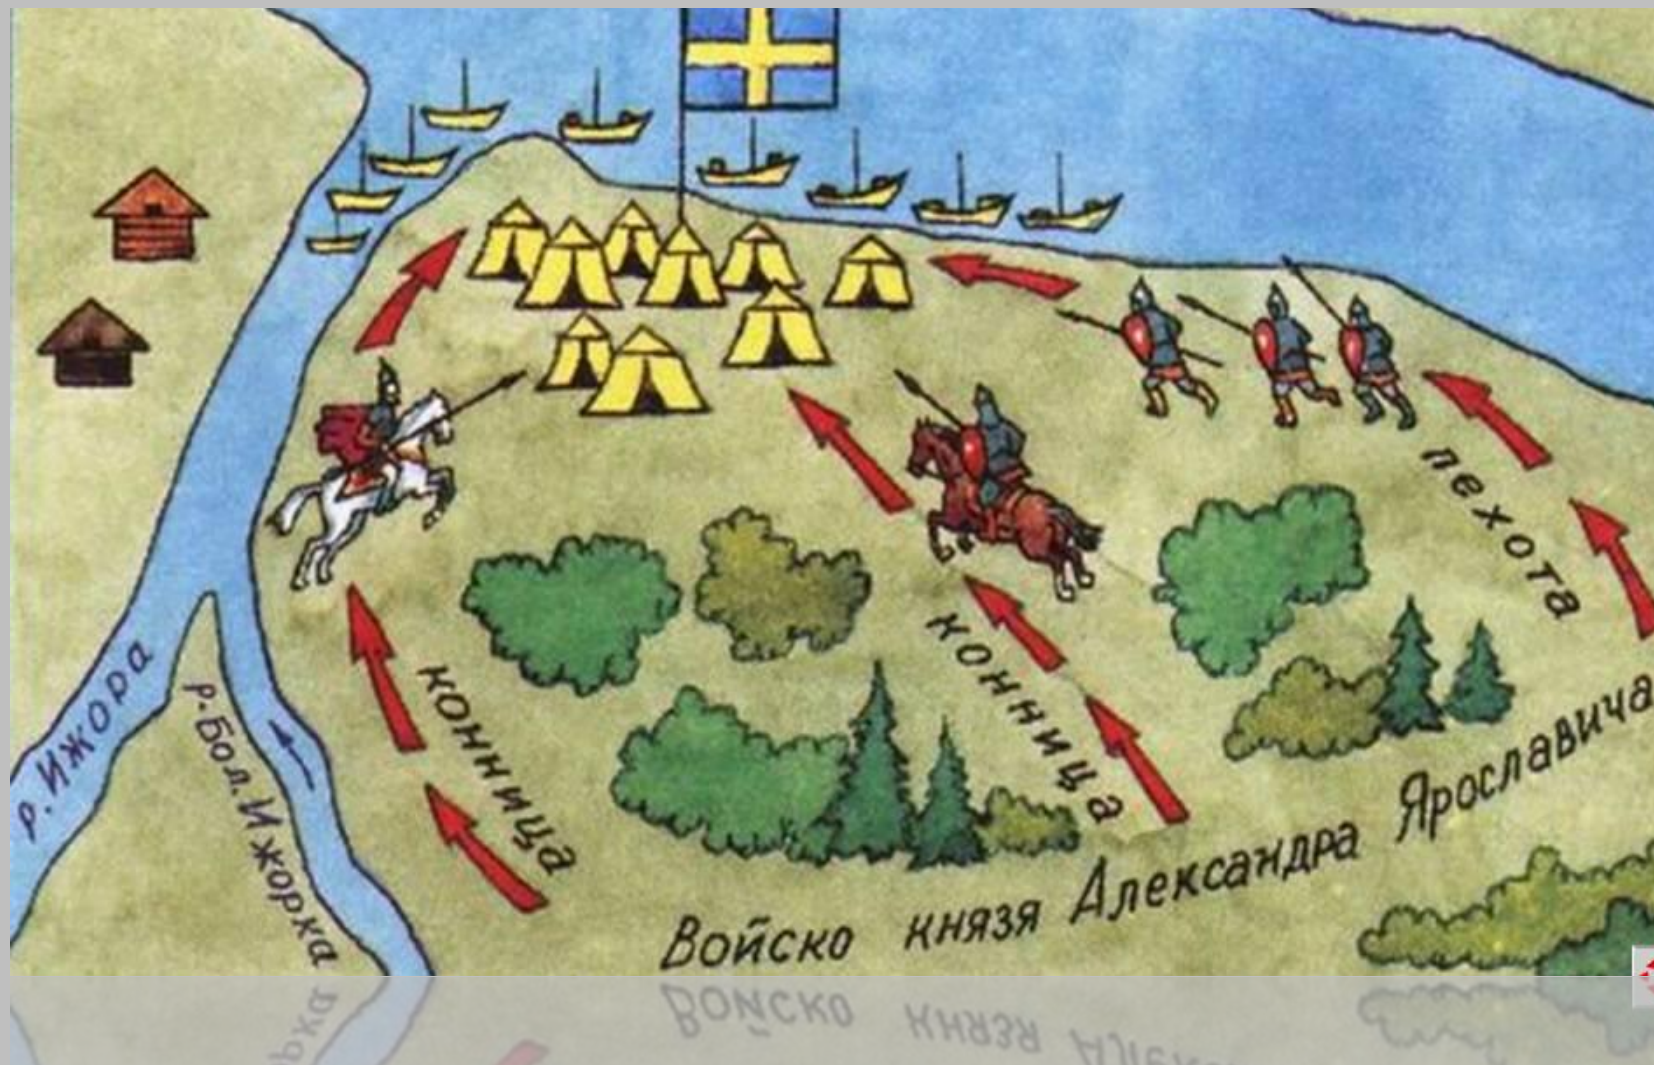 пехота
конница
конница
р. Ижора
р. Бол. Ижорка
Войско князя Александра Ярославича